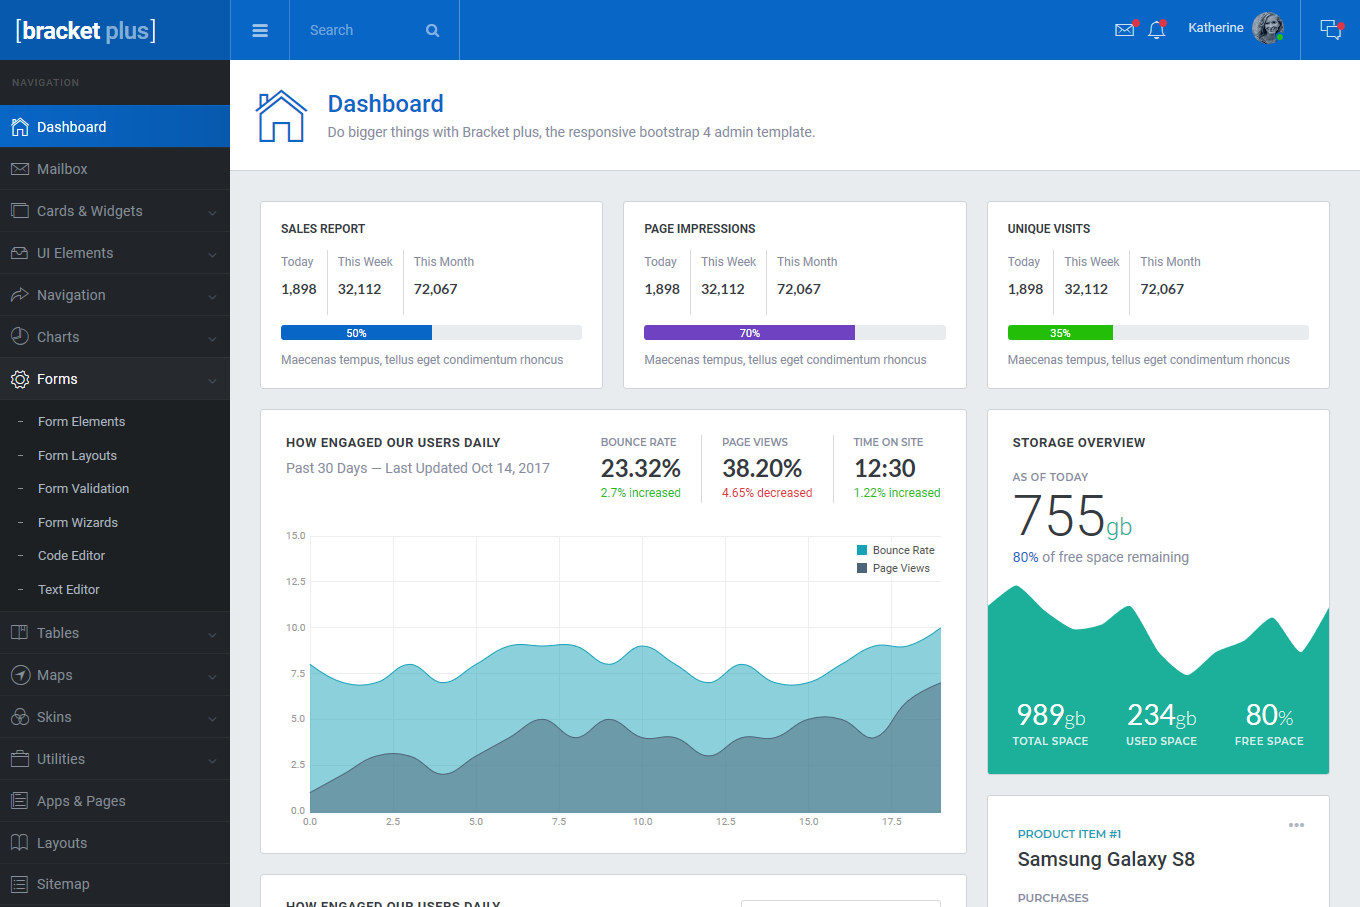 [bracket plus]
Search
Katherine
NAVIGATION
Dashboard
Mailbox
Cards & Widgets
UI Elements
Navigation
Charts
Forms
Form Elements
Form Layouts
Form Validation
Form Wizards
Code Editor
Text Editor
Tables
Maps
Skins
Utilities
Apps & Pages
Layouts
Sitemap
Dashboard
Do bigger things with Bracket plus, the responsive bootstrap 4 admin template.
SALES REPORT
Today This Week This Month
1,898 32,112 72,067
50%
Maecenas tempus, tellus eget condimentum rhoncus
PAGE IMPRESSIONS
Today This Week This Month
1,898 32,112 72,067
70%
Maecenas tempus, tellus eget condimentum rhoncus
UNIQUE VISITS
Today This Week This Month
1,898 32,112 72,067
35%
Maecenas tempus, tellus eget condimentum rhoncus
HOW ENGAGED OUR USERS DAILY
Past 30 Days — Last Updated Oct 14, 2017
BOUNCE RATE
23.32%
2.7% increased
PAGE VIEWS
38.20%
4.65% decreased
TIME ON SITE
12:30
1.22% increased
15.0
12.5
10.0
7.5
5.0
2.5
0.0
Bounce Rate
Page Views
0.0 2.5 5.0 7.5 10.0 12.5 15.0 17.5
STORAGE OVERVIEW
AS OF TODAY
755gb
80% of free space remaining
989gb 234gb 80%
TOTAL SPACE USED SPACE FREE SPACE
PRODUCT ITEM #1
Samsung Galaxy S8
PURCHASES
HOW ENGAGED OUR USERS DAILY